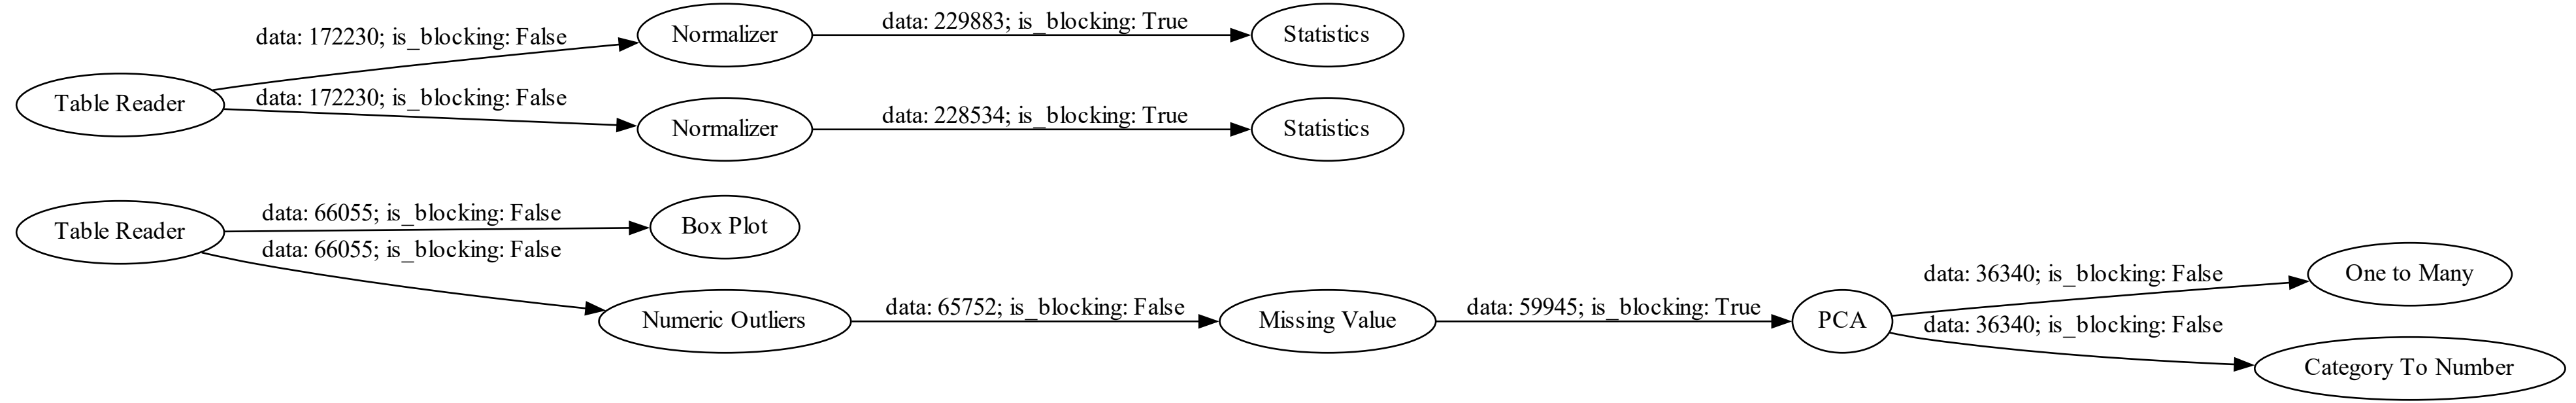 Table Reader
data: 172230; is_blocking: False
Normalizer
data: 229883; is_blocking: True
Statistics
data: 172230; is_blocking: False
Normalizer
data: 228534; is_blocking: True
Statistics
Table Reader
data: 66055; is_blocking: False
Box Plot
data: 66055; is_blocking: False
Numeric Outliers
data: 65752; is_blocking: False
Missing Value
data: 59945; is_blocking: True
PCA
data: 36340; is_blocking: False
One to Many
data: 36340; is_blocking: False
Category To Number